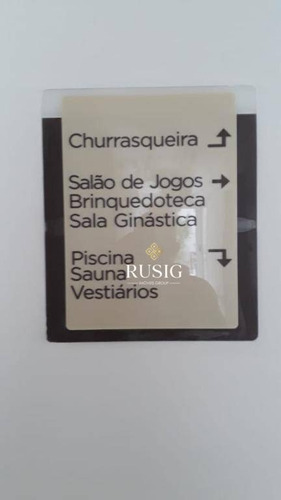 Churrasqueira
Salão de Jogos
Brinquedoteca
Sala Ginástica
Piscina
Sauna
Vestiários
RUSIG